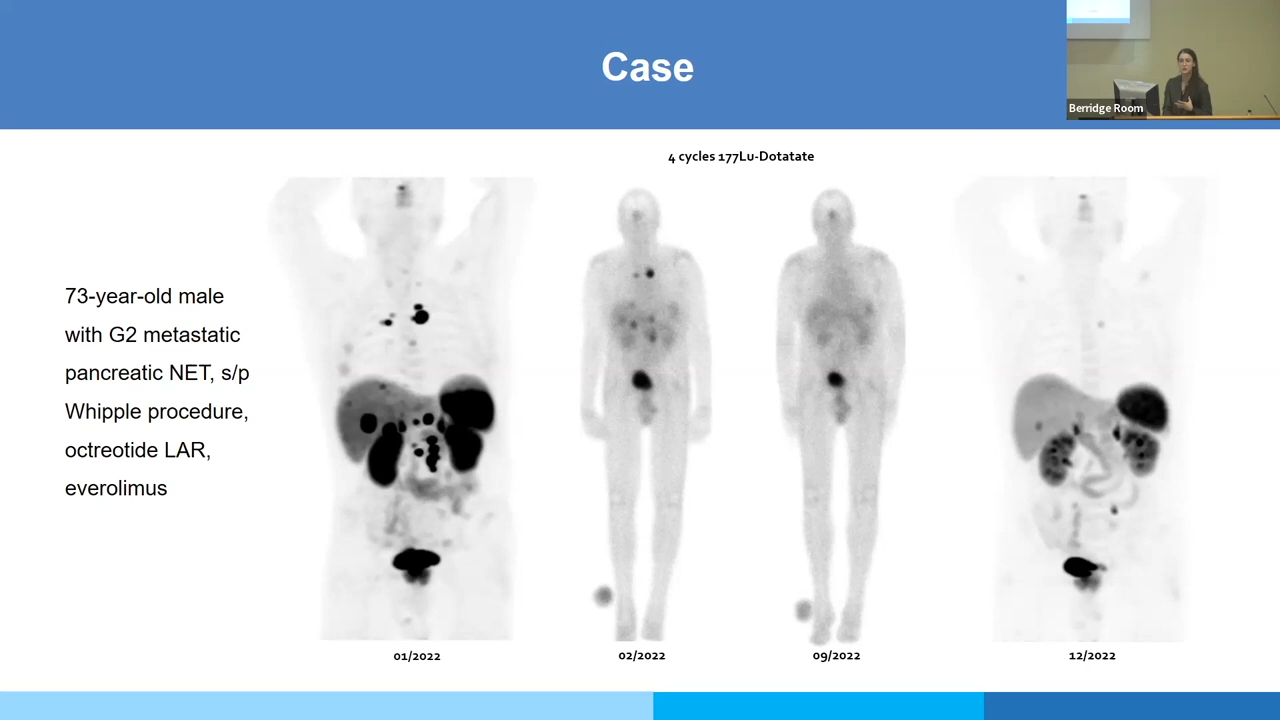 Case
Berridge Room
4 cycles 177Lu-Dotatate
73-year-old male
with G2 metastatic
pancreatic NET, s/p
Whipple procedure,
octreotide LAR,
everolimus
01/2022
02/2022
09/2022
12/2022